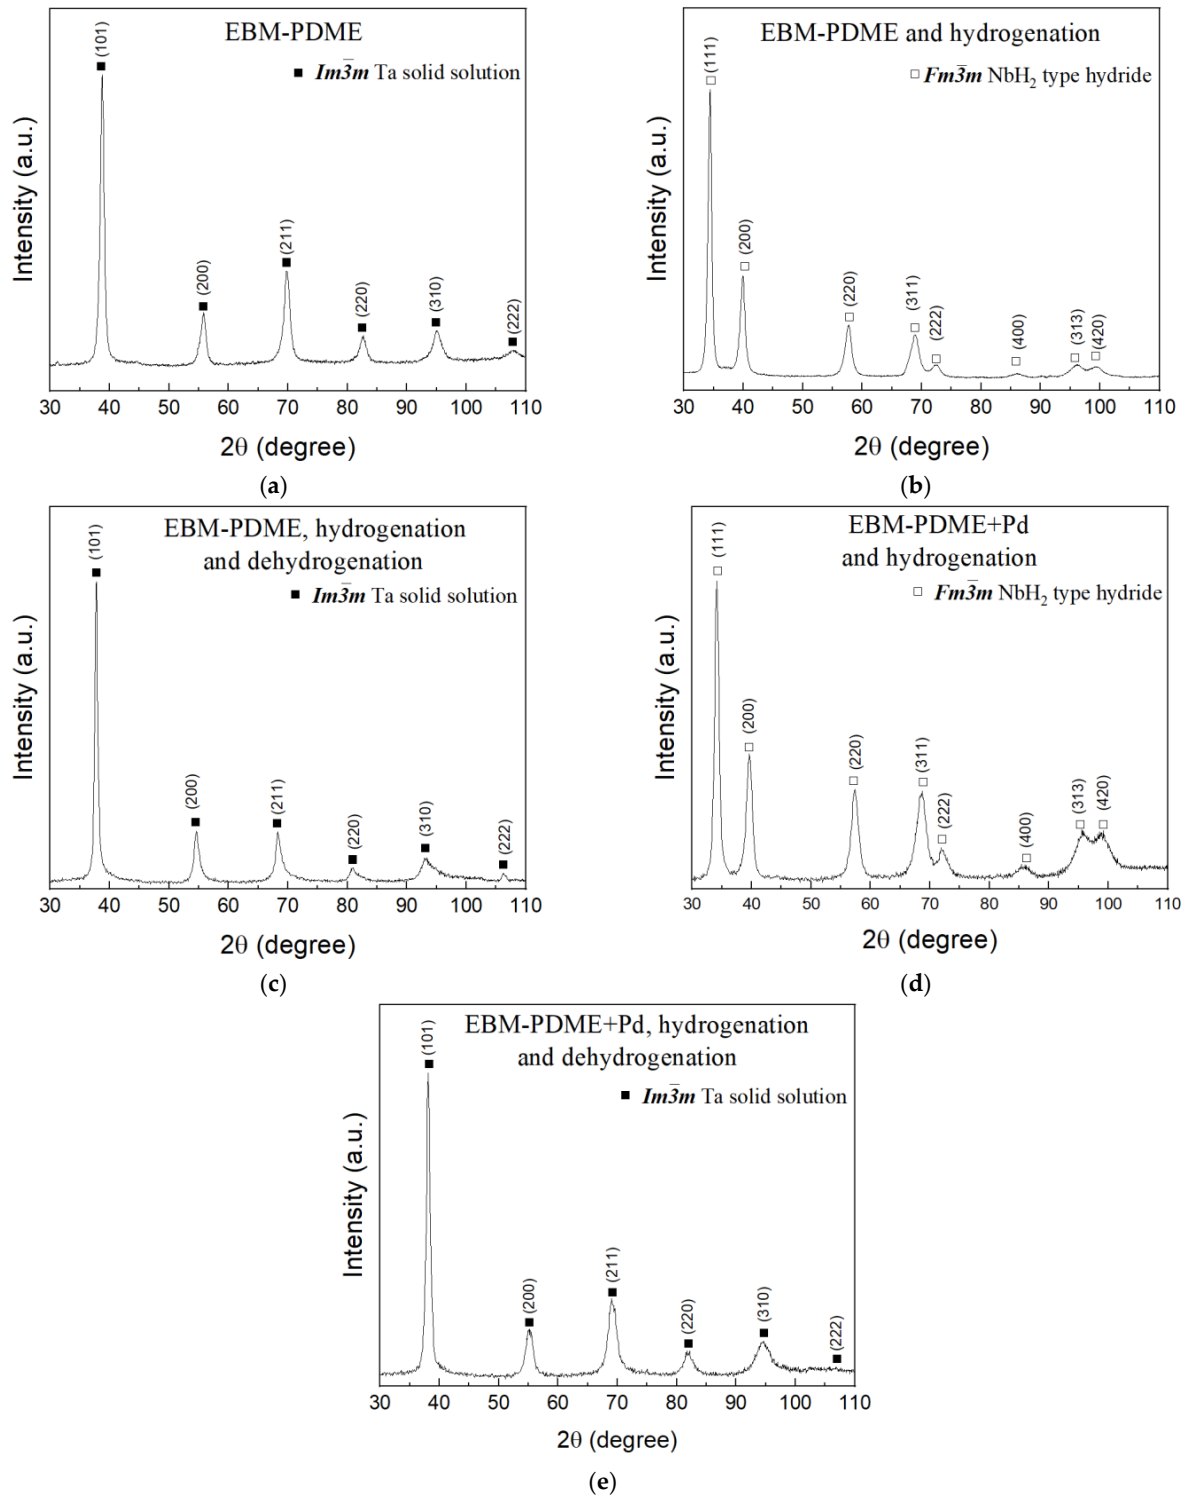 EBM-PDME
■ Im3̅m Ta solid solution
(101)
(200)
(211)
(220)
(310)
(222)
Intensity (a.u.)
30 40 50 60 70 80 90 100 110
2θ (degree)
(a)
EBM-PDME and hydrogenation
□ Fm3̅m NbH₂ type hydride
(111)
(200)
(220)
(311)
(222)
(400)
(313)
(420)
Intensity (a.u.)
30 40 50 60 70 80 90 100 110
2θ (degree)
(b)
EBM-PDME, hydrogenation
and dehydrogenation
■ Im3̅m Ta solid solution
(101)
(200)
(211)
(220)
(310)
(222)
Intensity (a.u.)
30 40 50 60 70 80 90 100 110
2θ (degree)
(c)
EBM-PDME+Pd
and hydrogenation
□ Fm3̅m NbH₂ type hydride
(111)
(200)
(220)
(311)
(222)
(400)
(313)
(420)
Intensity (a.u.)
30 40 50 60 70 80 90 100 110
2θ (degree)
(d)
EBM-PDME+Pd, hydrogenation
and dehydrogenation
■ Im3̅m Ta solid solution
(101)
(200)
(211)
(220)
(310)
(222)
Intensity (a.u.)
30 40 50 60 70 80 90 100 110
2θ (degree)
(e)